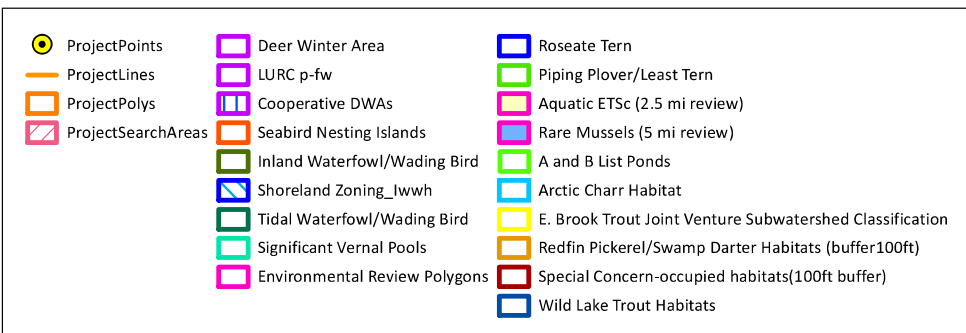 ProjectPoints
ProjectLines
ProjectPolys
ProjectSearchAreas
Deer Winter Area
LURC p-fw
Cooperative DWAs
Seabird Nesting Islands
Inland Waterfowl/Wading Bird
Shoreland Zoning_Iwwh
Tidal Waterfowl/Wading Bird
Significant Vernal Pools
Environmental Review Polygons
Roseate Tern
Piping Plover/Least Tern
Aquatic ETSc (2.5 mi review)
Rare Mussels (5 mi review)
A and B List Ponds
Arctic Charr Habitat
E. Brook Trout Joint Venture Subwatershed Classification
Redfin Pickerel/Swamp Darter Habitats (buffer100ft)
Special Concern-occupied habitats(100ft buffer)
Wild Lake Trout Habitats